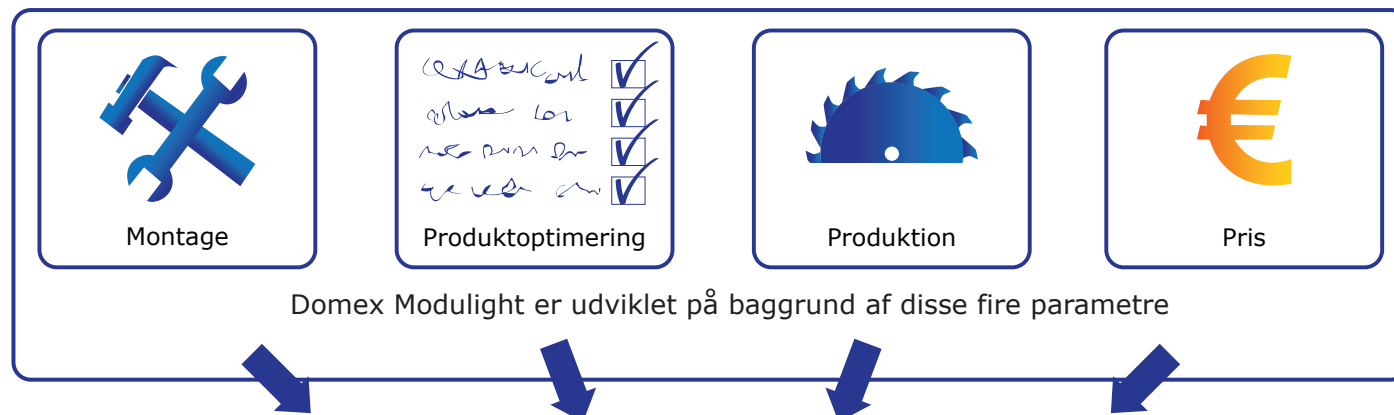 Montage
Produktoptimering
Produktion
Pris
Domex Modulight er udviklet på baggrund af disse fire parametre